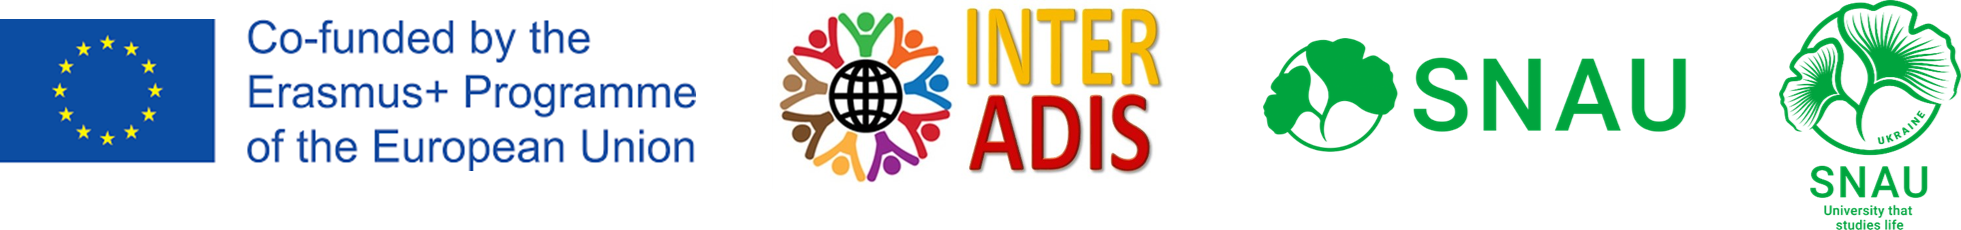 Co-funded by the
Erasmus+ Programme
of the European Union
INTER
ADIS
SNAU
UKRAINE
SNAU
University that
studies life